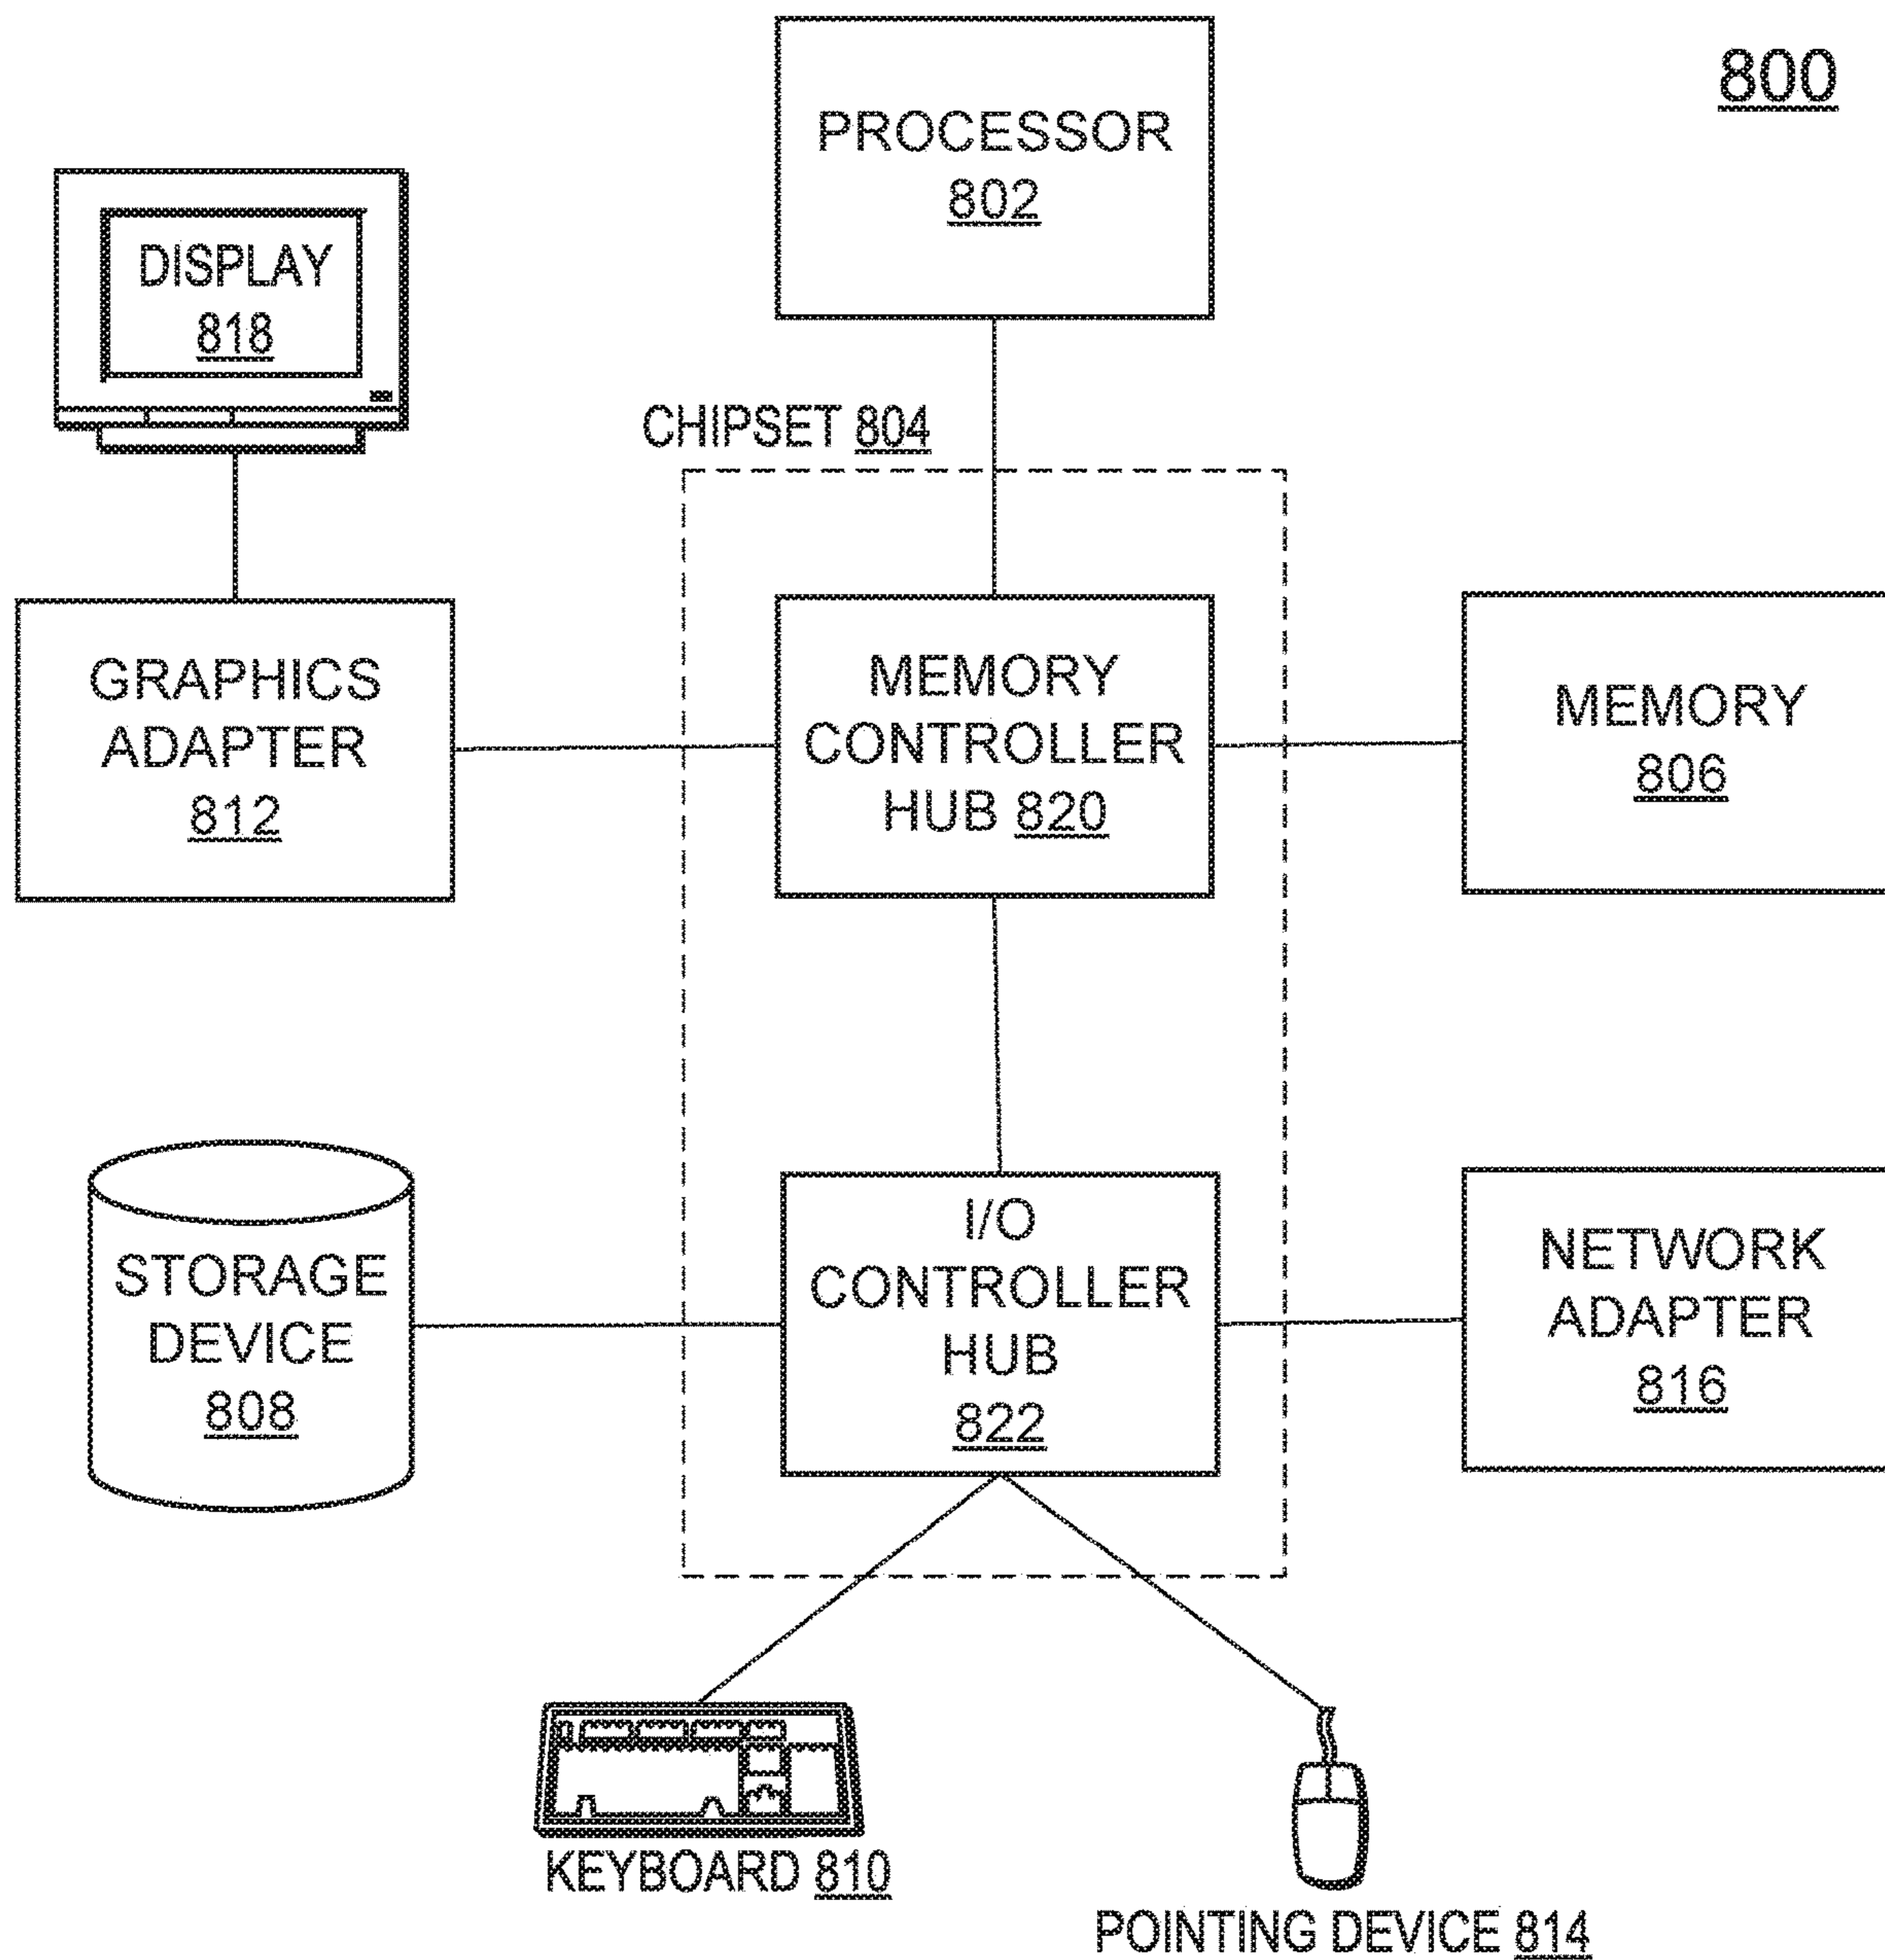 800
PROCESSOR
802
DISPLAY
818
CHIPSET 804
GRAPHICS
ADAPTER
812
MEMORY
CONTROLLER
HUB 820
MEMORY
806
STORAGE
DEVICE
808
I/O
CONTROLLER
HUB
822
NETWORK
ADAPTER
816
KEYBOARD 810
POINTING DEVICE 814